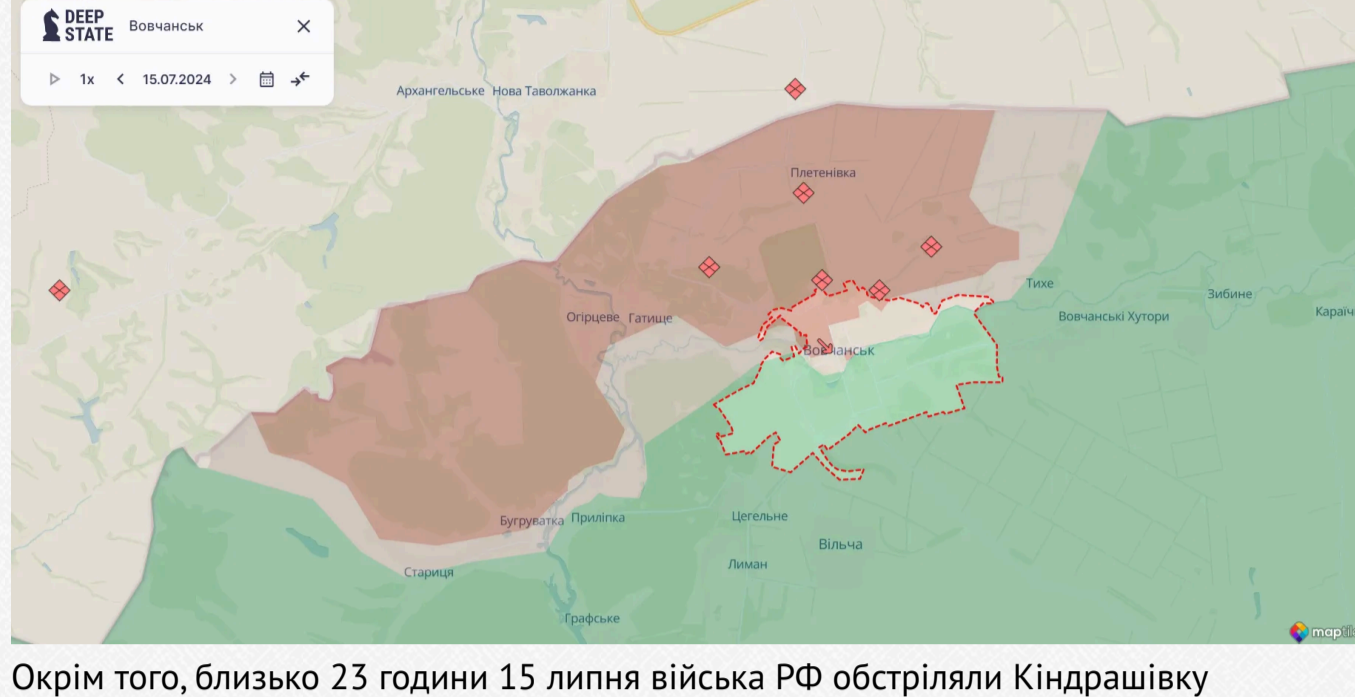 DEEP
STATE
Вовчанськ
1x
15.07.2024
Архангельське
Нова Таволжанка
Плетенівка
Тихе
Зибине
Вовчанські Хутори
Огірцеве
Гатище
Вовчанськ
Бугруватка
Приліпка
Цегельне
Вільча
Стариця
Лиман
Графське
Окрім того, близько 23 години 15 липня війська РФ обстріляли Кіндрашівку